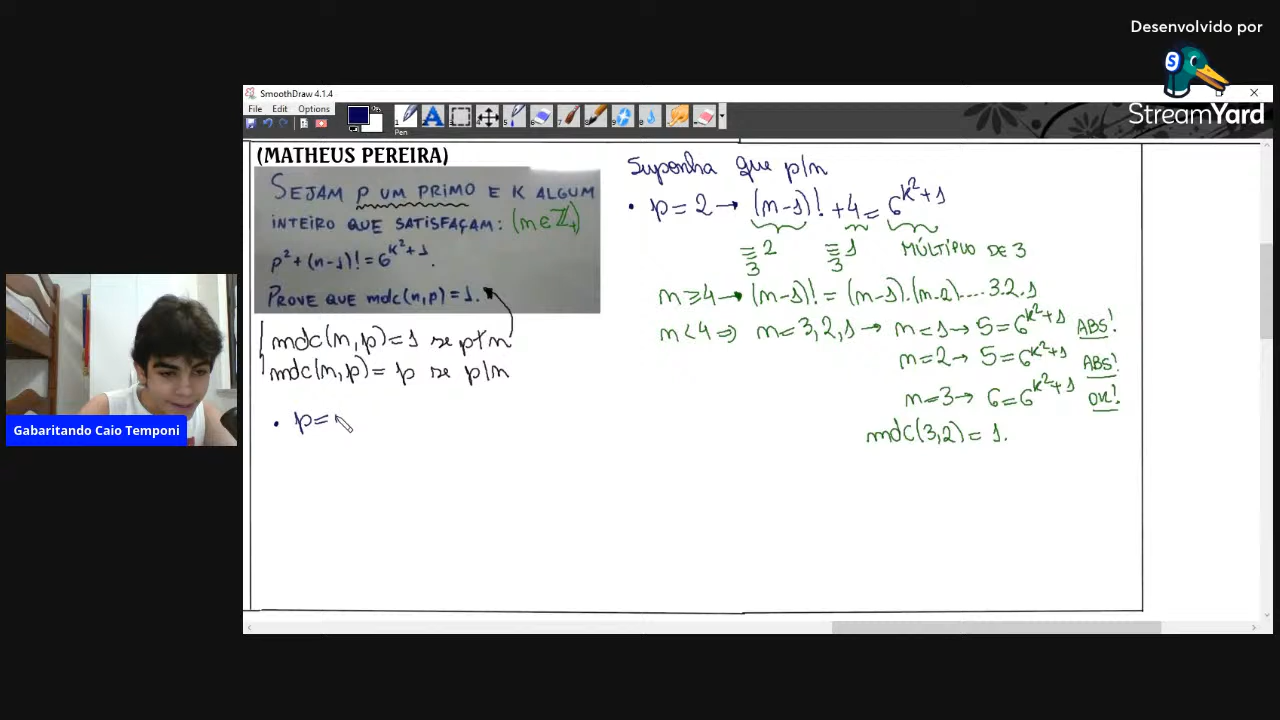 Desenvolvido por
StreamYard
SmoothDraw 4.1.4
File Edit Options
Pen
(MATHEUS PEREIRA)
SEJAM P UM PRIMO E K ALGUM
INTEIRO QUE SATISFAÇAM: (n∈ℤ₊)
p²+(n-1)!=6^{k²+1}.
PROVE QUE mdc(n,p)=1.
mdc(n,p)=1 se p∤n
mdc(n,p)=p se p|n
• p=
Suponha que p|n
• p=2→(n-1)!+4=6^{k²+1}
≡₃ 2 ≡₃ 1 MÚLTIPLO DE 3
n≥4→(n-1)!=(n-1).(n-2)....3.2.1
n<4⇒ n=3,2,1→ n=1→5=6^{k²+1} ABS!
n=2→ 5=6^{k²+1} ABS!
n=3→ 6=6^{k²+1} OK!
mdc(3,2)=1.
Gabaritando Caio Temponi